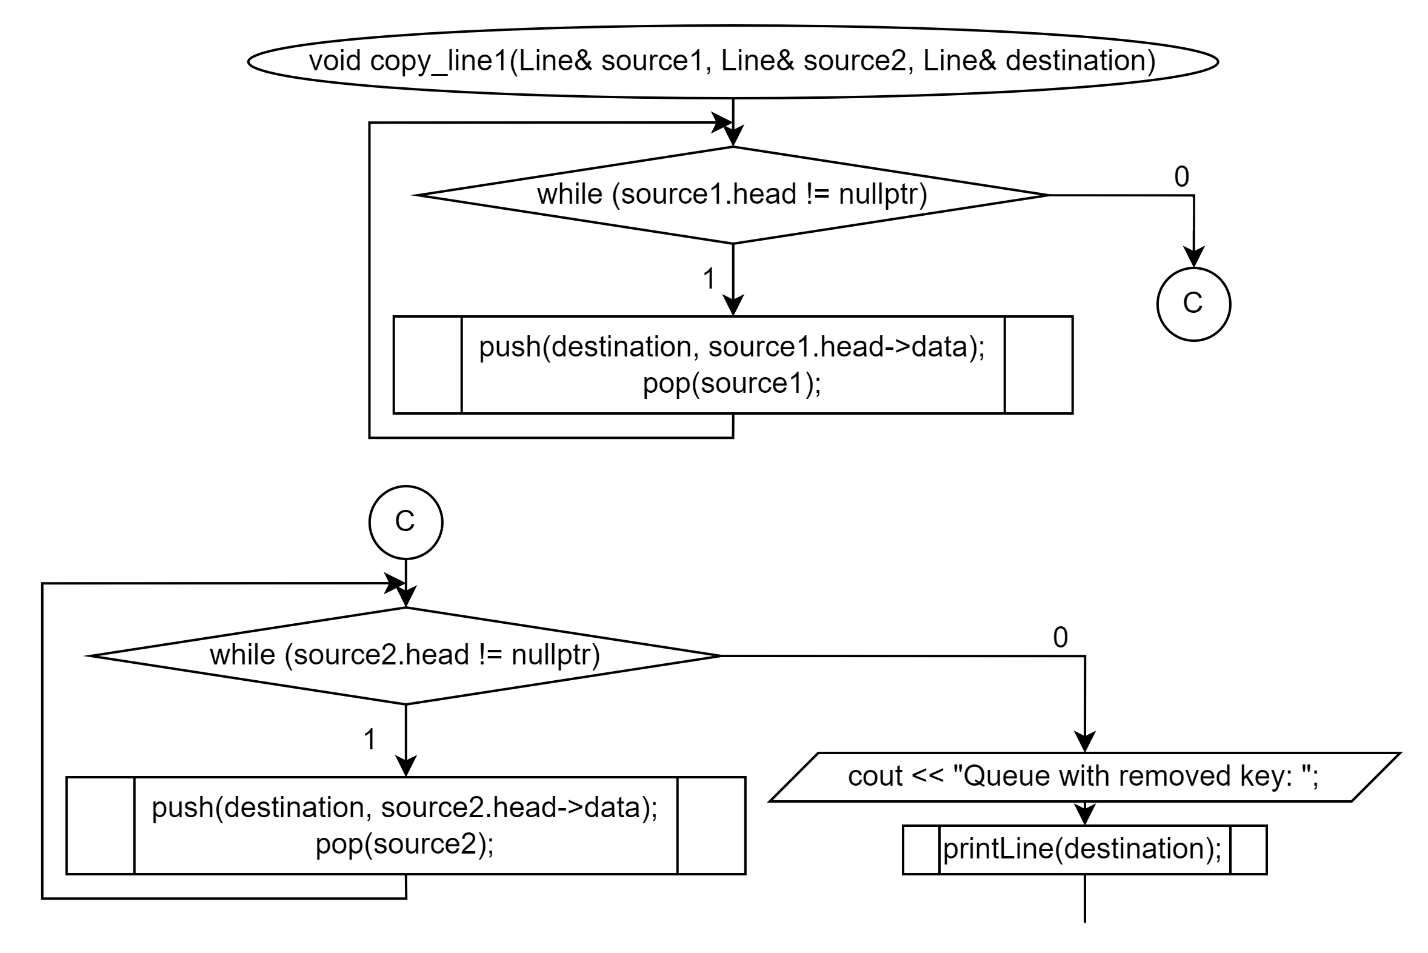 void copy_line1(Line& source1, Line& source2, Line& destination)
while (source1.head != nullptr)
0
1
C
push(destination, source1.head->data);
pop(source1);
C
while (source2.head != nullptr)
0
1
cout << "Queue with removed key: ";
push(destination, source2.head->data);
pop(source2);
printLine(destination);